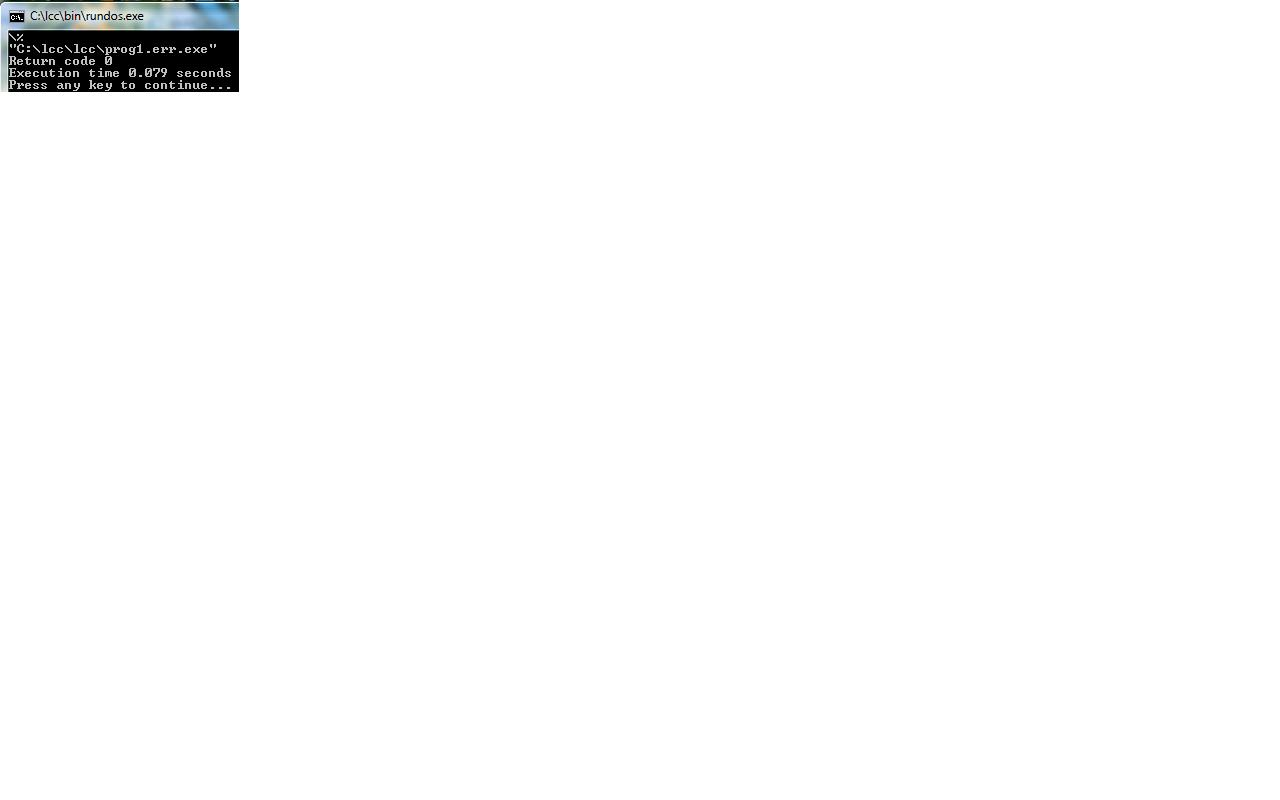 C:\lcc\bin\rundos.exe
\%
"C:\lcc\lcc\prog1.err.exe"
Return code 0
Execution time 0.079 seconds
Press any key to continue...